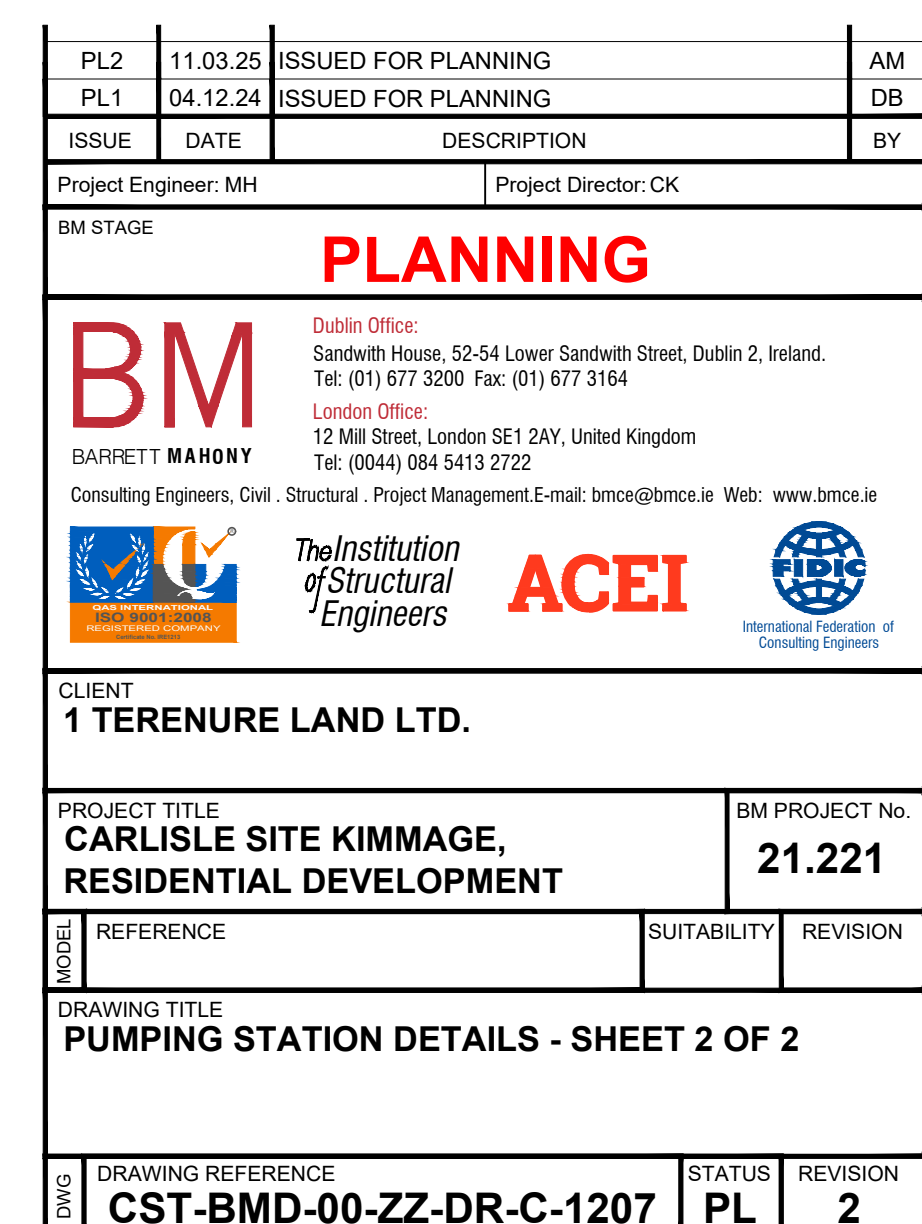 PL2 11.03.25 ISSUED FOR PLANNING AM
PL1 04.12.24 ISSUED FOR PLANNING DB
ISSUE DATE DESCRIPTION BY
Project Engineer: MH Project Director: CK
BM STAGE
PLANNING
BM
BARRETT MAHONY
Dublin Office:
Sandwith House, 52-54 Lower Sandwith Street, Dublin 2, Ireland.
Tel: (01) 677 3200 Fax: (01) 677 3164
London Office:
12 Mill Street, London SE1 2AY, United Kingdom
Tel: (0044) 084 5413 2722
Consulting Engineers, Civil . Structural . Project Management.E-mail: bmce@bmce.ie Web: www.bmce.ie
QAS INTERNATIONAL
ISO 9001:2008
REGISTERED COMPANY
Certificate No. IRE1213
The Institution
of Structural
Engineers
ACEI
FIDIC
International Federation of
Consulting Engineers
CLIENT
1 TERENURE LAND LTD.
PROJECT TITLE
CARLISLE SITE KIMMAGE,
RESIDENTIAL DEVELOPMENT
BM PROJECT No.
21.221
MODEL
REFERENCE SUITABILITY REVISION
DRAWING TITLE
PUMPING STATION DETAILS - SHEET 2 OF 2
DWG
DRAWING REFERENCE STATUS REVISION
CST-BMD-00-ZZ-DR-C-1207 PL 2